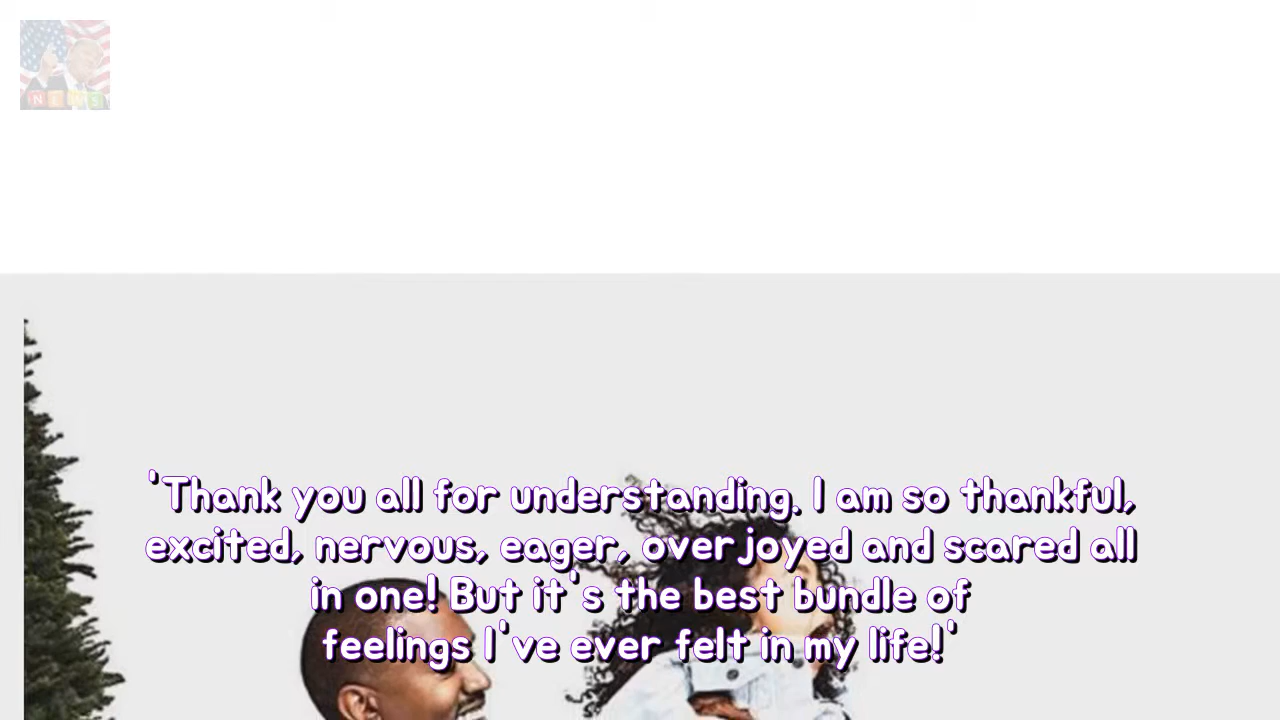 NEWS
'Thank you all for understanding. I am so thankful,
excited, nervous, eager, overjoyed and scared all
in one! But it's the best bundle of
feelings I've ever felt in my life!'